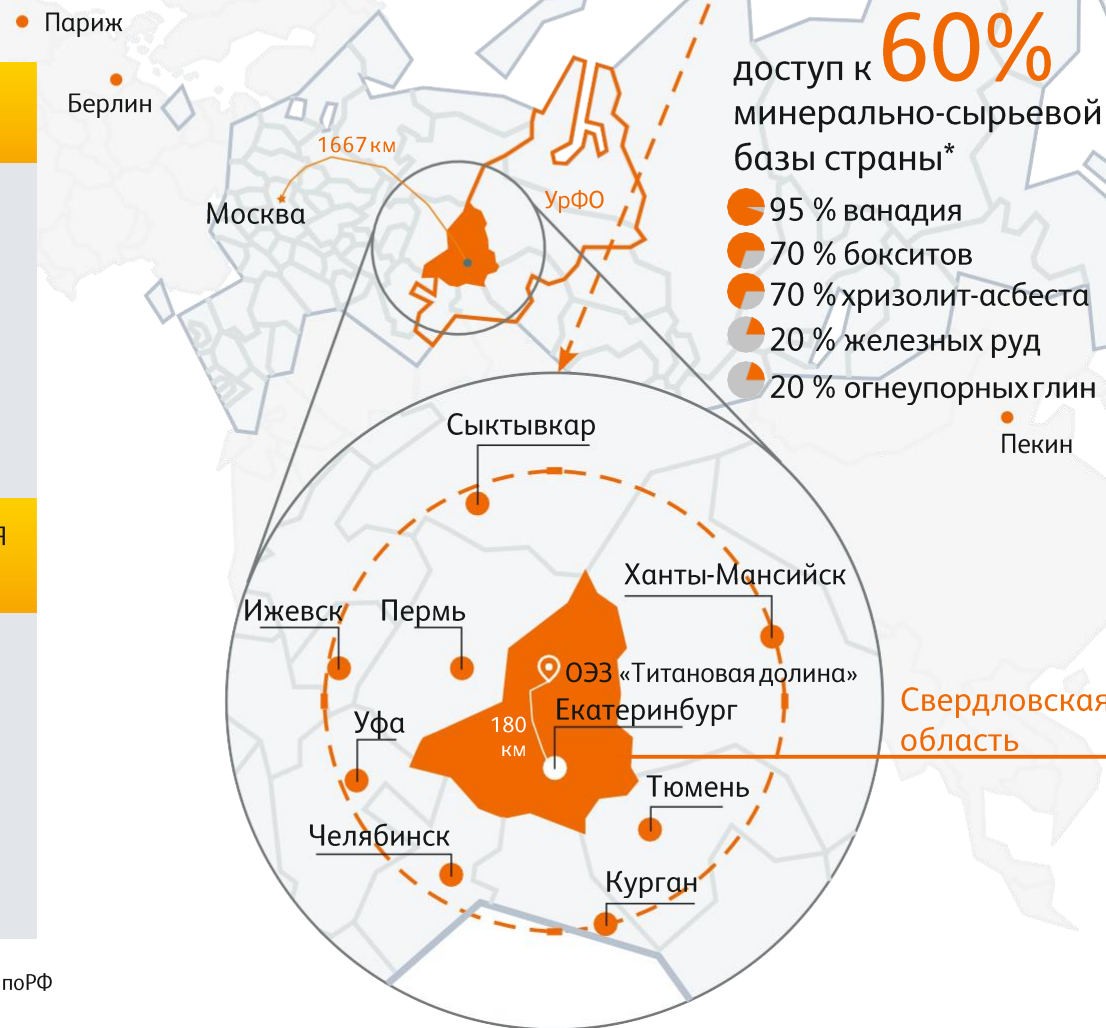 Париж
Берлин
1667 км
Москва
УрФО
доступ к 60%
минерально-сырьевой
базы страны*
95 % ванадия
70 % бокситов
70 % хризолит-асбеста
20 % железных руд
20 % огнеупорных глин
Пекин
Я
Сыктывкар
Ханты-Мансийск
Ижевск
Пермь
ОЭЗ «Титановая долина»
Екатеринбург
180
км
Уфа
Свердловская
область
Тюмень
Челябинск
Курган
поРФ